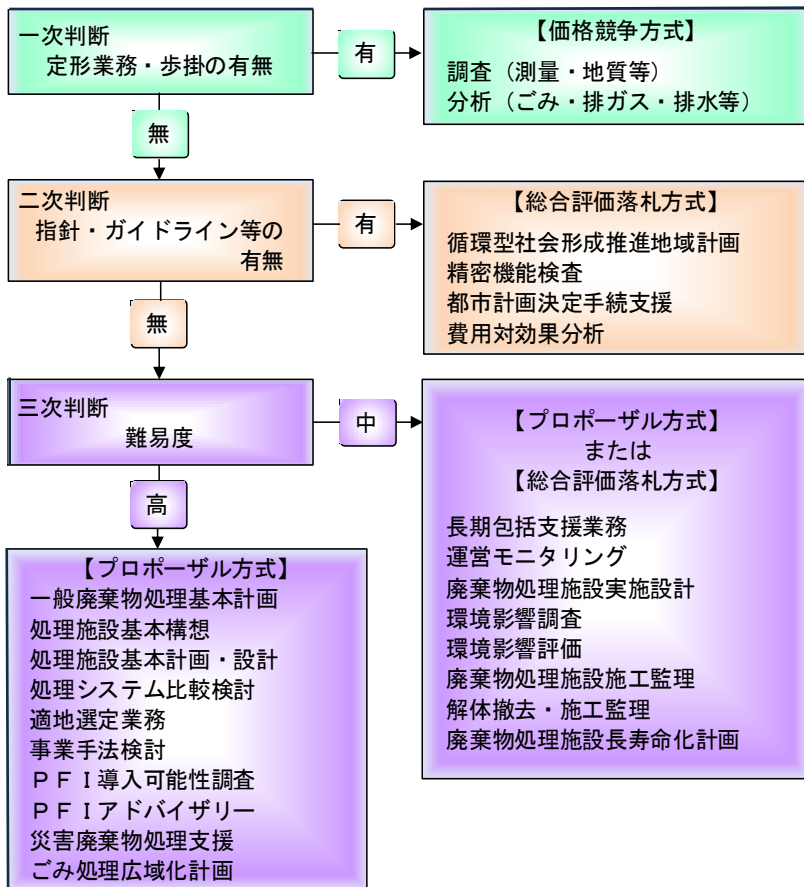 一次判断
定形業務・歩掛の有無
有
【価格競争方式】
調査（測量・地質等）
分析（ごみ・排ガス・排水等）
無
二次判断
指針・ガイドライン等の
有無
有
【総合評価落札方式】
循環型社会形成推進地域計画
精密機能検査
都市計画決定手続支援
費用対効果分析
無
三次判断
難易度
中
【プロポーザル方式】
または
【総合評価落札方式】
長期包括支援業務
運営モニタリング
廃棄物処理施設実施設計
環境影響調査
環境影響評価
廃棄物処理施設施工監理
解体撤去・施工監理
廃棄物処理施設長寿命化計画
高
【プロポーザル方式】
一般廃棄物処理基本計画
処理施設基本構想
処理施設基本計画・設計
処理システム比較検討
適地選定業務
事業手法検討
ＰＦＩ導入可能性調査
ＰＦＩアドバイザリー
災害廃棄物処理支援
ごみ処理広域化計画